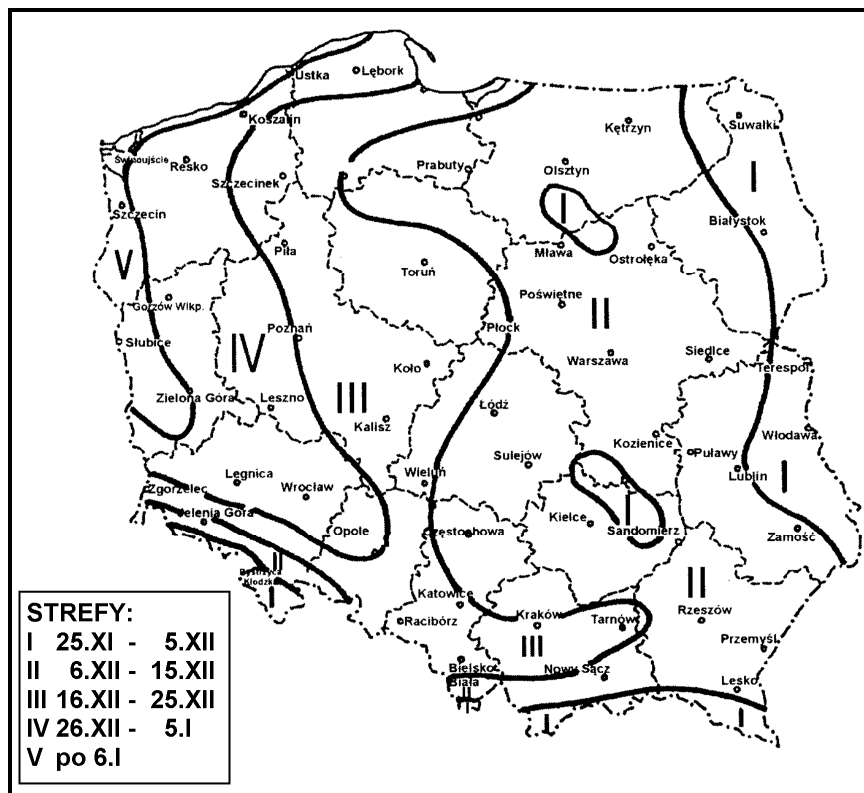 Ustka
Lębork
Koszalin
Kętrzyn
Suwałki
Świnoujście
Resko
Prabuty
Olsztyn
I
Szczecinek
Szczecin
I
Białystok
V
Piła
Toruń
Mława
Ostrołęka
Gorzów Wlkp.
Poświętne
II
Słubice
Poznań
Płock
IV
Warszawa
Siedlce
Koło
Terespol
Zielona Góra
Leszno
III
Łódź
Kalisz
Kozienice
Włodawa
Sulejów
Puławy
Legnica
Wieluń
Lublin
I
Zgorzelec
Wrocław
I
Jelenia Góra
Opole
Częstochowa
Kielce
Sandomierz
Zamość
II
Bystrzyca
Kłodzka
II
I
Katowice
Kraków
Tarnów
Rzeszów
Racibórz
III
Przemyśl
Bielsko
Biała
Nowy Sącz
Lesko
II
I
I
STREFY:
I 25.XI - 5.XII
II 6.XII - 15.XII
III 16.XII - 25.XII
IV 26.XII - 5.I
V po 6.I